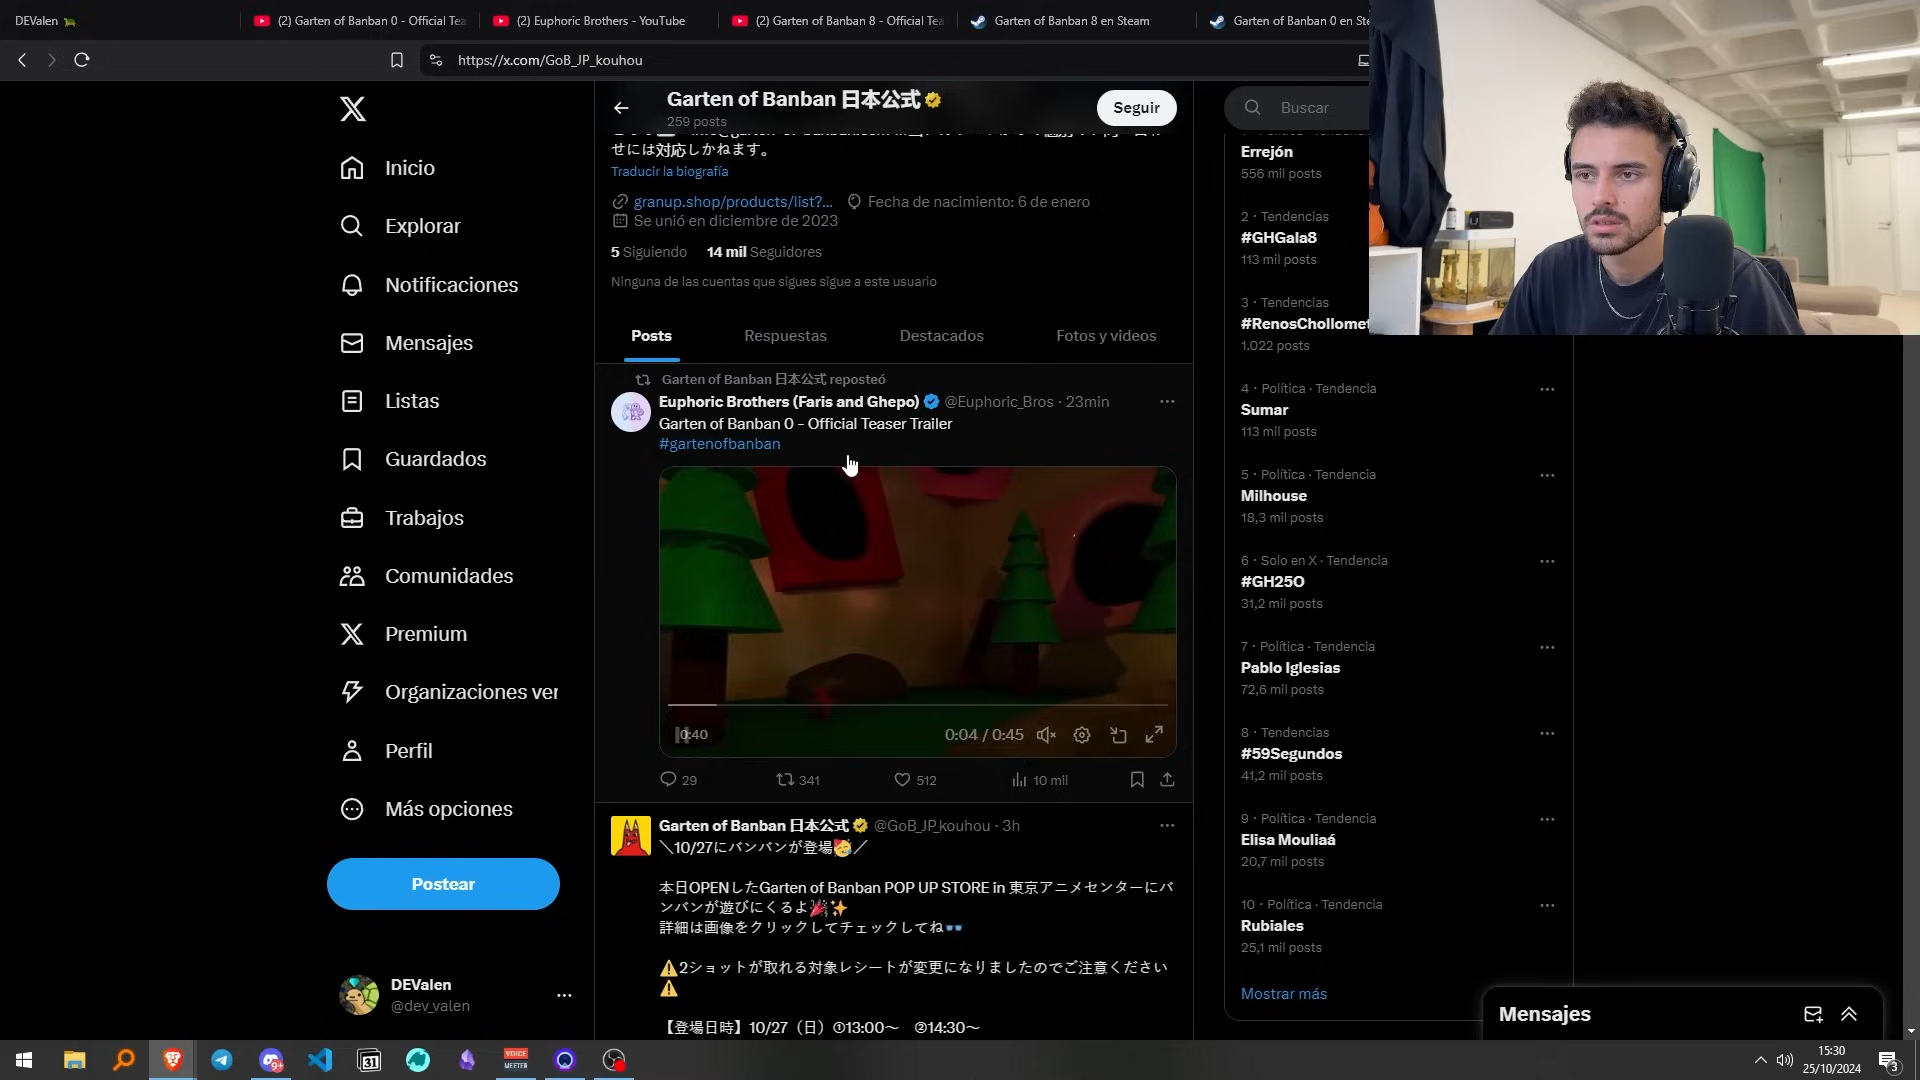 DEValen
(2) Garten of Banban 0 - Official Tea
(2) Euphoric Brothers - YouTube
(2) Garten of Banban 8 - Official Tea
Garten of Banban 8 en Steam
Garten of Banban 0 en Ste
https://x.com/GoB_JP_kouhou
Inicio
Explorar
Notificaciones
Mensajes
Listas
Guardados
Trabajos
Comunidades
Premium
Organizaciones ver
Perfil
Más opciones
Postear
DEValen
@dev_valen
Garten of Banban 日本公式
259 posts
Seguir
せには対応しかねます。
Traducir la biografía
granup.shop/products/list?...
Fecha de nacimiento: 6 de enero
Se unió en diciembre de 2023
5 Siguiendo 14 mil Seguidores
Ninguna de las cuentas que sigues sigue a este usuario
Posts Respuestas Destacados Fotos y videos
Garten of Banban 日本公式 reposteó
Euphoric Brothers (Faris and Ghepo) @Euphoric_Bros · 23min
Garten of Banban 0 - Official Teaser Trailer
#gartenofbanban
0:40
0:04 / 0:45
29 341 512 10 mil
Garten of Banban 日本公式 @GoB_JP_kouhou · 3h
＼10/27にバンバンが登場🥳／
本日OPENしたGarten of Banban POP UP STORE in 東京アニメセンターにバ
ンバンが遊びにくるよ🎉✨
詳細は画像をクリックしてチェックしてね👓
⚠️2ショットが取れる対象レシートが変更になりましたのでご注意ください
⚠️
【登場日時】10/27（日）①13:00〜　②14:30〜
Buscar
Errejón
556 mil posts
2 · Tendencias
#GHGala8
113 mil posts
3 · Tendencias
#RenosChollomet
1.022 posts
4 · Política · Tendencia
Sumar
113 mil posts
5 · Política · Tendencia
Milhouse
18,3 mil posts
6 · Solo en X · Tendencia
#GH25O
31,2 mil posts
7 · Política · Tendencia
Pablo Iglesias
72,6 mil posts
8 · Tendencias
#59Segundos
41,2 mil posts
9 · Política · Tendencia
Elisa Mouliaá
20,7 mil posts
10 · Política · Tendencia
Rubiales
25,1 mil posts
Mostrar más
Mensajes
9+
31
VOICE
MEETER
15:30
25/10/2024
3